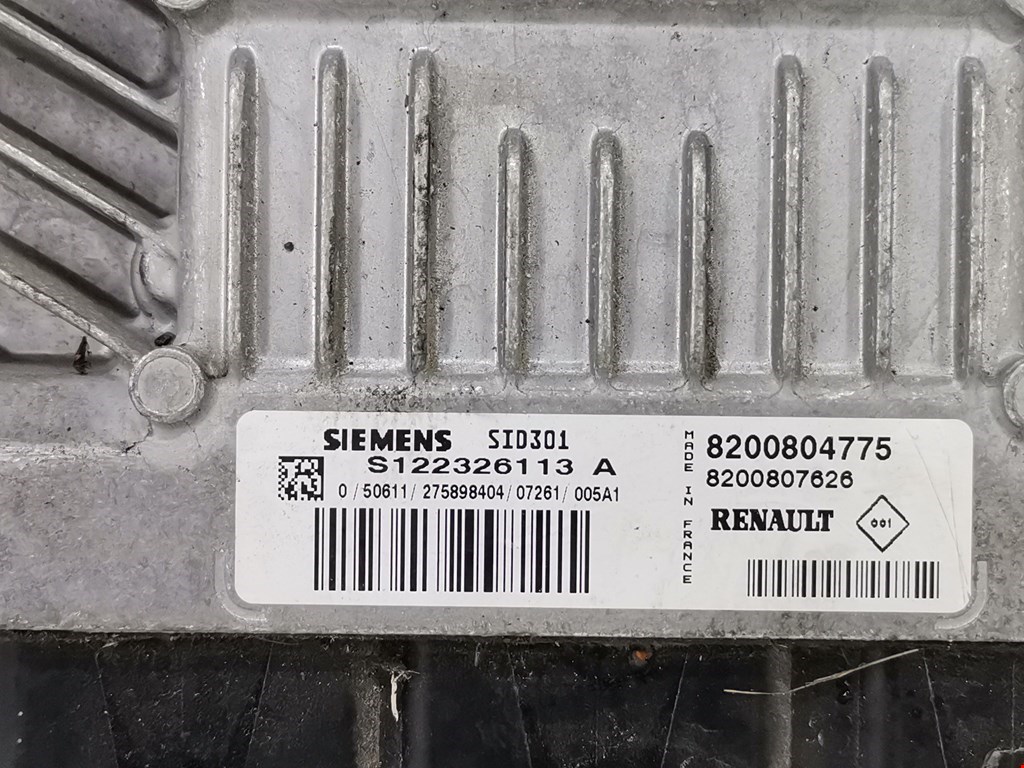 SIEMENS SID301
S122326113 A
0/50611/275898404/07261/005A1
MADE IN FRANCE
8200804775
8200807626
RENAULT 001